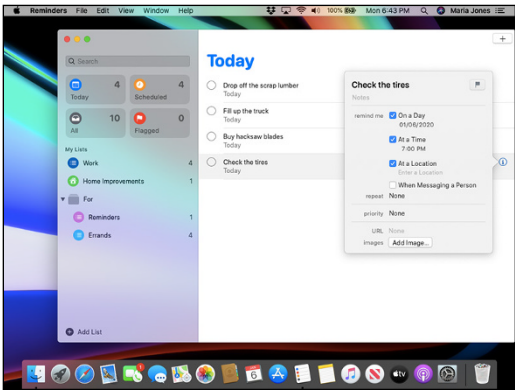 Reminders File Edit View Window Help 100% Mon 6:43 PM Maria Jones
Search
Today 4
Scheduled 4
All 10
Flagged 0
My Lists
Work 4
Home Improvements 1
For
Reminders 1
Errands 4
Add List
Today
Drop off the scrap lumber
Today
Fill up the truck
Today
Buy hacksaw blades
Today
Check the tires
Today
Check the tires
Notes
remind me On a Day
01/06/2020
At a Time
7:00 PM
At a Location
Enter a Location
When Messaging a Person
repeat None
priority None
URL None
images Add Image...
6
tv